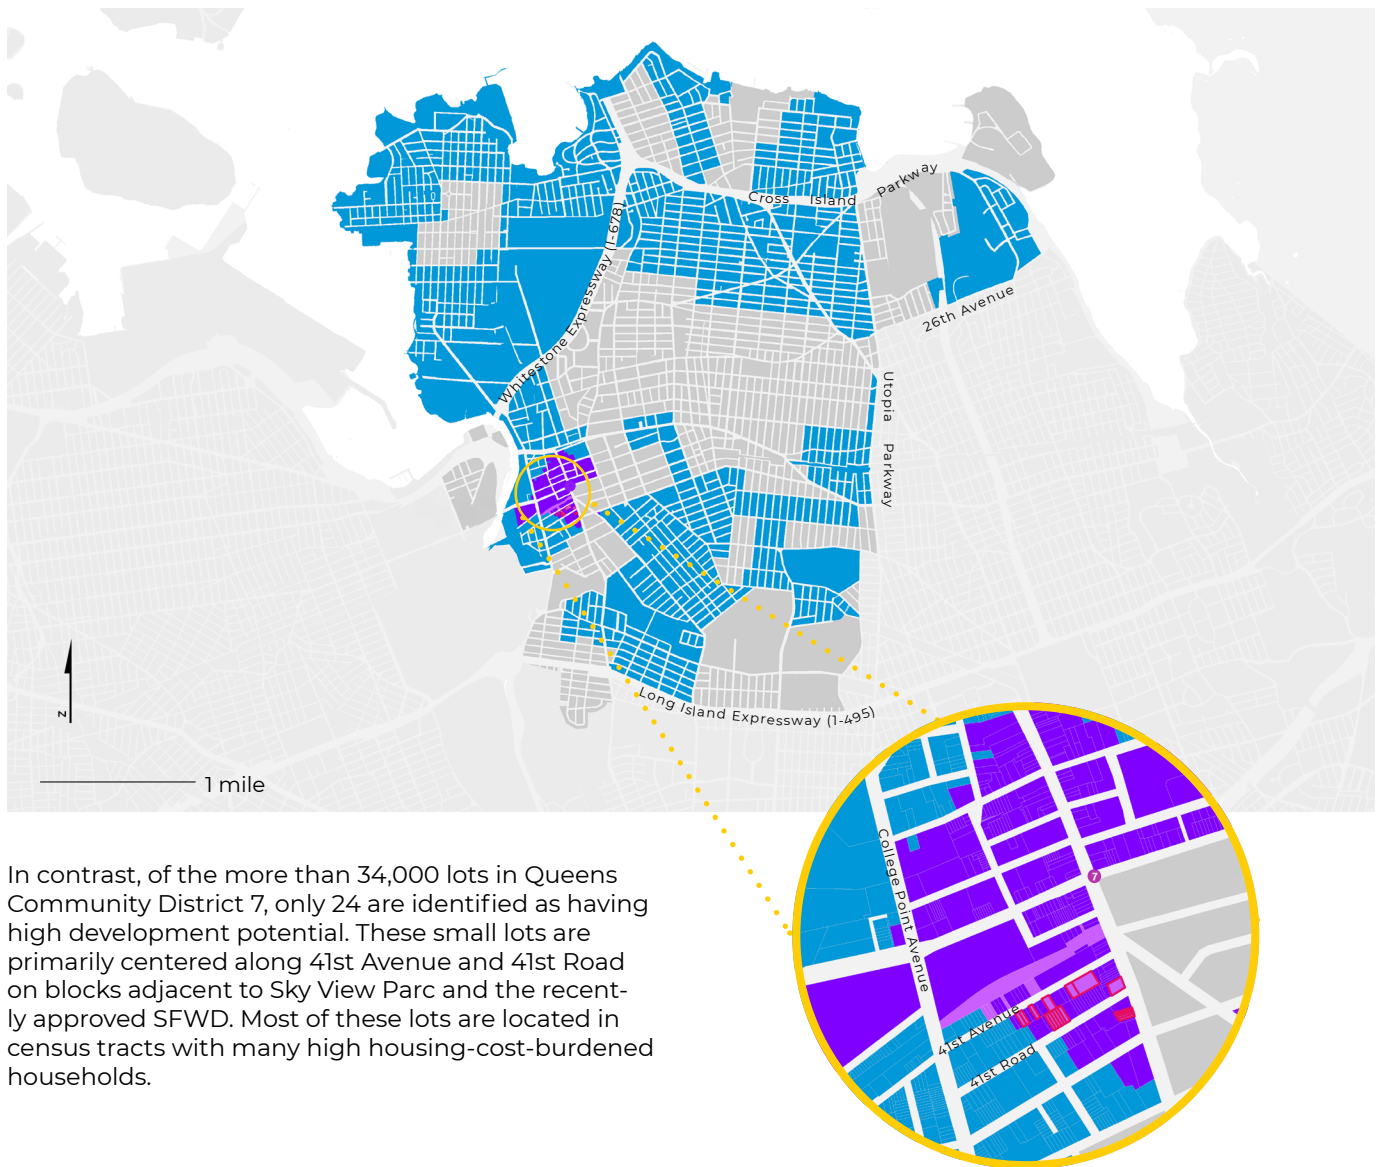 Cross Island Parkway
Whitestone Expressway (I-678)
26th Avenue
Utopia Parkway
Long Island Expressway (1-495)
z
1 mile
College Point Avenue
7
41st Avenue
41st Road
In contrast, of the more than 34,000 lots in Queens
Community District 7, only 24 are identified as having
high development potential. These small lots are
primarily centered along 41st Avenue and 41st Road
on blocks adjacent to Sky View Parc and the recent-
ly approved SFWD. Most of these lots are located in
census tracts with many high housing-cost-burdened
households.